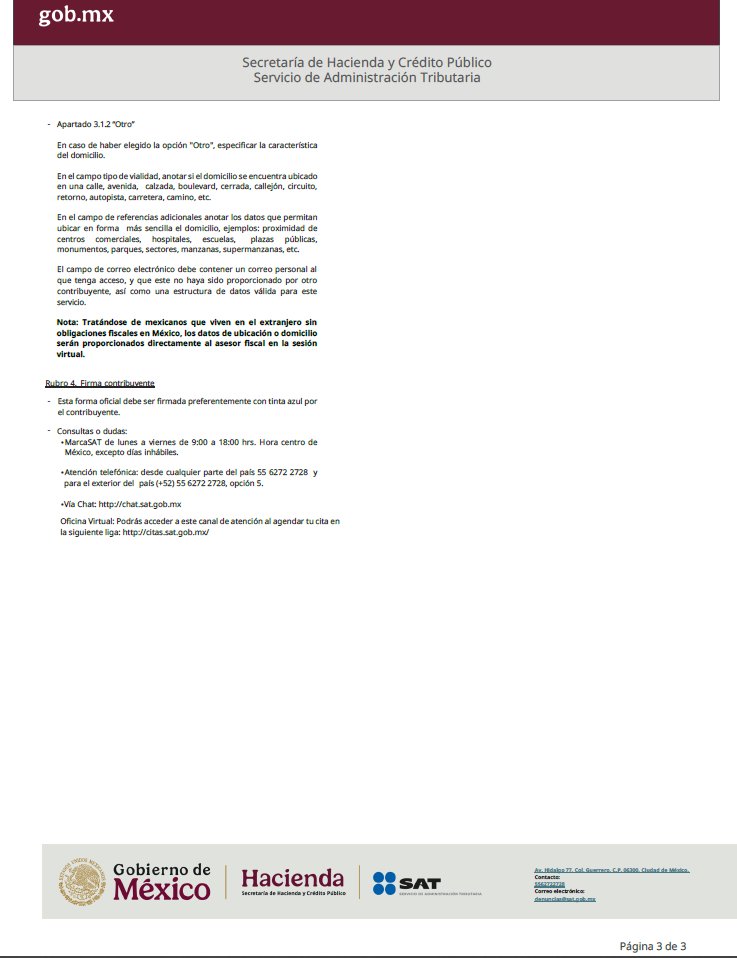 gob.mx
Secretaría de Hacienda y Crédito Público
Servicio de Administración Tributaria
- Apartado 3.1.2 "Otro"
En caso de haber elegido la opción "Otro", especificar la característica
del domicilio.
En el campo tipo de vialidad, anotar si el domicilio se encuentra ubicado
en una calle, avenida, calzada, boulevard, cerrada, callejón, circuito,
retorno, autopista, carretera, camino, etc.
En el campo de referencias adicionales anotar los datos que permitan
ubicar en forma más sencilla el domicilio, ejemplos: proximidad de
centros comerciales, hospitales, escuelas, plazas públicas,
monumentos, parques, sectores, manzanas, supermanzanas, etc.
El campo de correo electrónico debe contener un correo personal al
que tenga acceso, y que este no haya sido proporcionado por otro
contribuyente, así como una estructura de datos válida para este
servicio.
Nota: Tratándose de mexicanos que viven en el extranjero sin
obligaciones fiscales en México, los datos de ubicación o domicilio
serán proporcionados directamente al asesor fiscal en la sesión
virtual.
Rubro 4. Firma contribuyente
- Esta forma oficial debe ser firmada preferentemente con tinta azul por
el contribuyente.
- Consultas o dudas:
•MarcaSAT de lunes a viernes de 9:00 a 18:00 hrs. Hora centro de
México, excepto días inhábiles.
•Atención telefónica: desde cualquier parte del país 55 6272 2728 y
para el exterior del país (+52) 55 6272 2728, opción 5.
•Vía Chat: http://chat.sat.gob.mx
Oficina Virtual: Podrás acceder a este canal de atención al agendar tu cita en
la siguiente liga: http://citas.sat.gob.mx/
ESTADOS UNIDOS MEXICANOS
Gobierno de
México
Hacienda
Secretaría de Hacienda y Crédito Público
SAT
SERVICIO DE ADMINISTRACIÓN TRIBUTARIA
Av. Hidalgo 77, Col. Guerrero, C.P. 06300, Ciudad de México.
Contacto:
5562722728
Correo electrónico:
denuncias@sat.gob.mx
Página 3 de 3